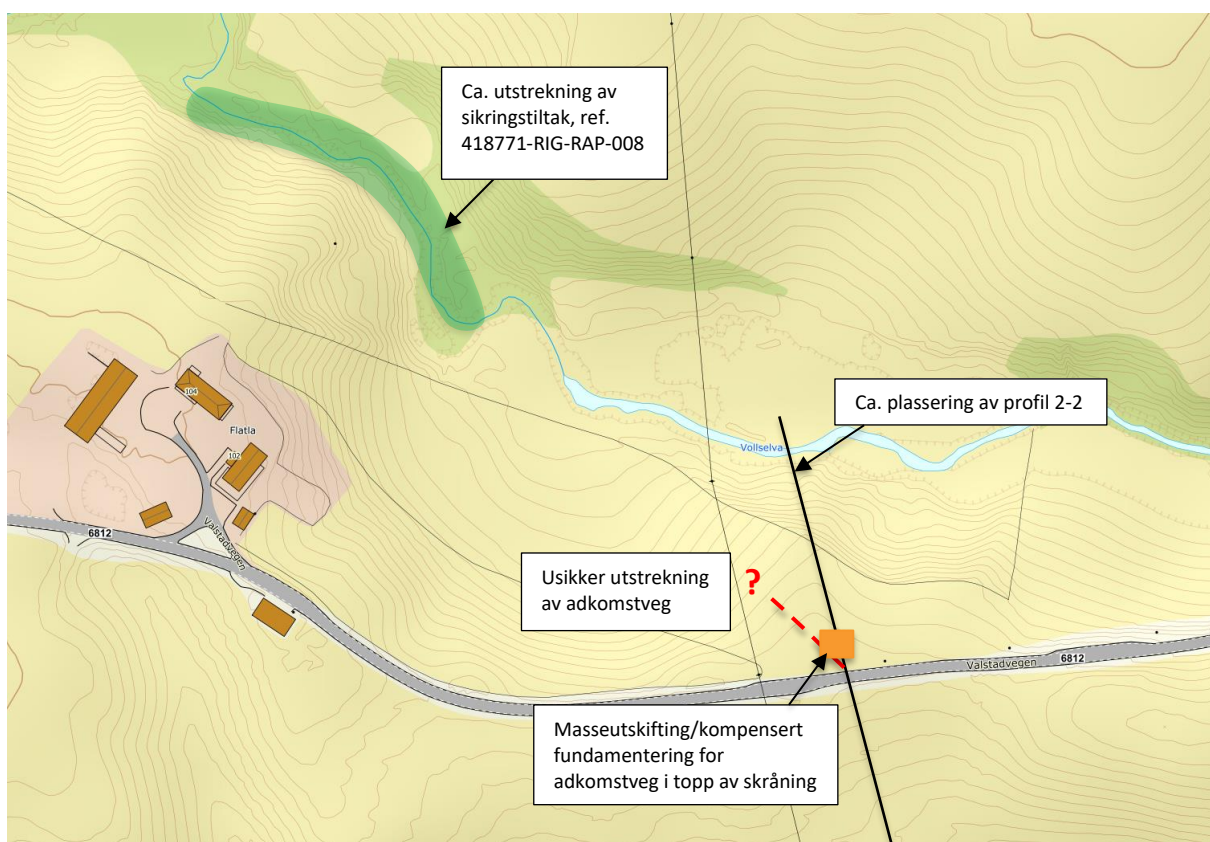 Ca. utstrekning av
sikringstiltak, ref.
418771-RIG-RAP-008
Ca. plassering av profil 2-2
104
Flatla
102
Vollselva
6812
Valstadvegen
Usikker utstrekning
av adkomstveg
?
Valstadvegen
6812
Masseutskifting/kompensert
fundamentering for
adkomstveg i topp av skråning